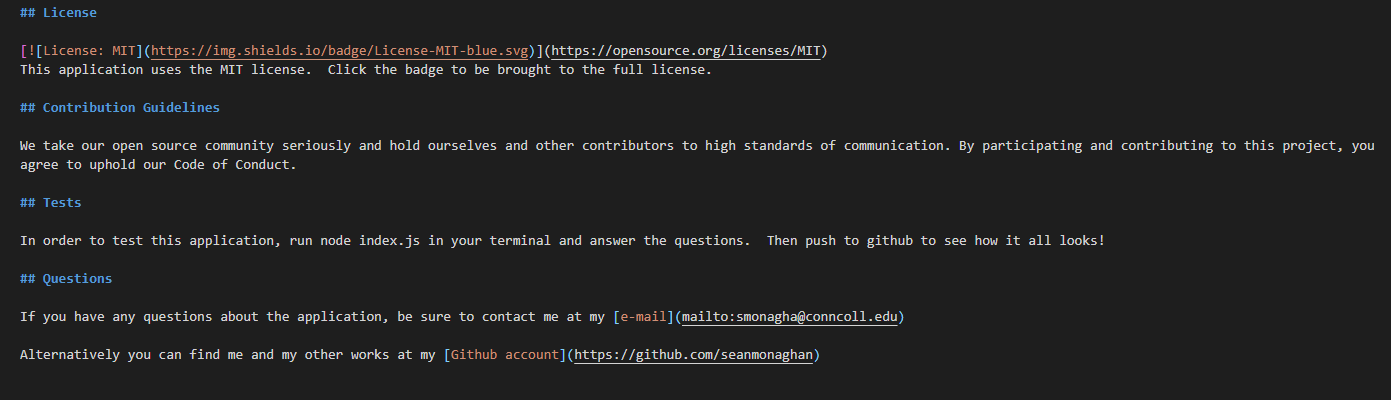 ## License
[![License: MIT](https://img.shields.io/badge/License-MIT-blue.svg)](https://opensource.org/licenses/MIT)
This application uses the MIT license.  Click the badge to be brought to the full license.
## Contribution Guidelines
We take our open source community seriously and hold ourselves and other contributors to high standards of communication. By participating and contributing to this project, you
agree to uphold our Code of Conduct.
## Tests
In order to test this application, run node index.js in your terminal and answer the questions.  Then push to github to see how it all looks!
## Questions
If you have any questions about the application, be sure to contact me at my [e-mail](mailto:smonagha@conncoll.edu)
Alternatively you can find me and my other works at my [Github account](https://github.com/seanmonaghan)